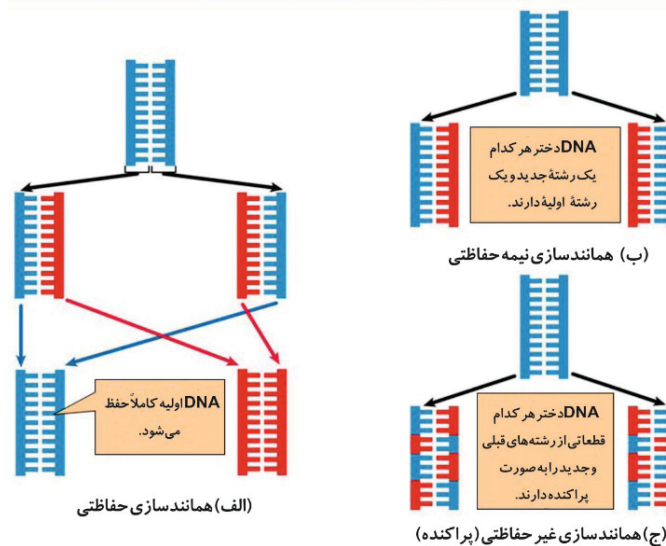 DNA دختر هر کدام
یک رشتهٔ جدید و یک
رشتهٔ اولیهٔ دارند.
(ب) همانندسازی نیمه حفاظتی
DNA اولیه کاملاً حفظ
می‌شود.
(الف) همانندسازی حفاظتی
DNA دختر هر کدام
قطعاتی از رشته‌های قبلی
و جدید را به صورت
پراکنده دارند.
(ج) همانندسازی غیر حفاظتی (پراکنده)